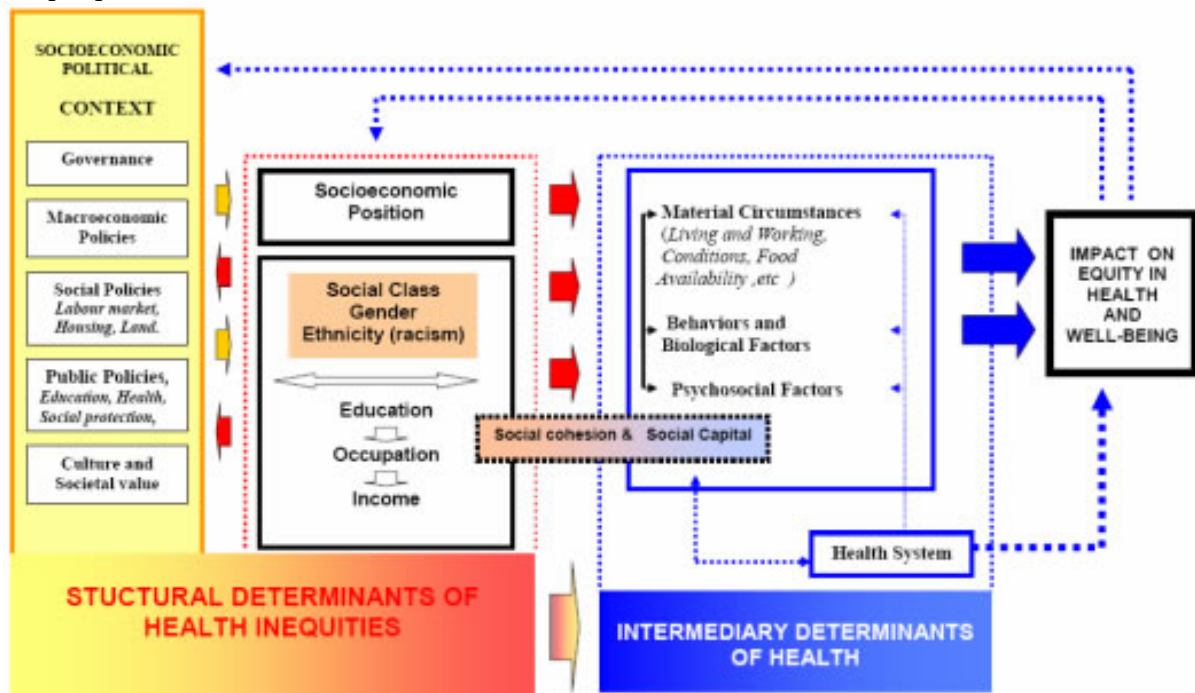 SOCIOECONOMIC
POLITICAL
CONTEXT
Governance
Macroeconomic
Policies
Social Policies
Labour market,
Housing, Land.
Public Policies,
Education, Health,
Social protection,
Culture and
Societal value
Socioeconomic
Position
Social Class
Gender
Ethnicity (racism)
Education
Occupation
Income
Social cohesion & Social Capital
Material Circumstances
(Living and Working,
Conditions, Food
Availability ,etc )
Behaviors and
Biological Factors
Psychosocial Factors
Health System
IMPACT ON
EQUITY IN
HEALTH
AND
WELL-BEING
STUCTURAL DETERMINANTS OF
HEALTH INEQUITIES
INTERMEDIARY DETERMINANTS
OF HEALTH